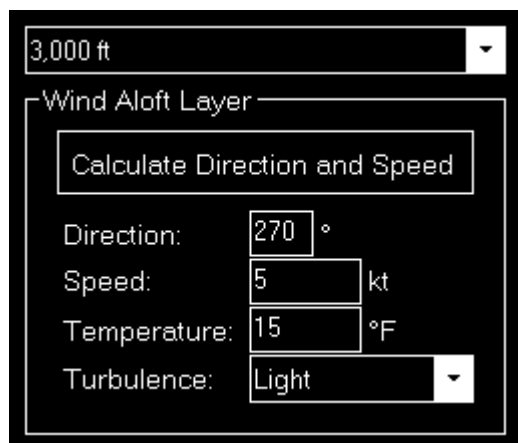 3,000 ft
Wind Aloft Layer
Calculate Direction and Speed
Direction: 270 °
Speed: 5 kt
Temperature: 15 °F
Turbulence: Light